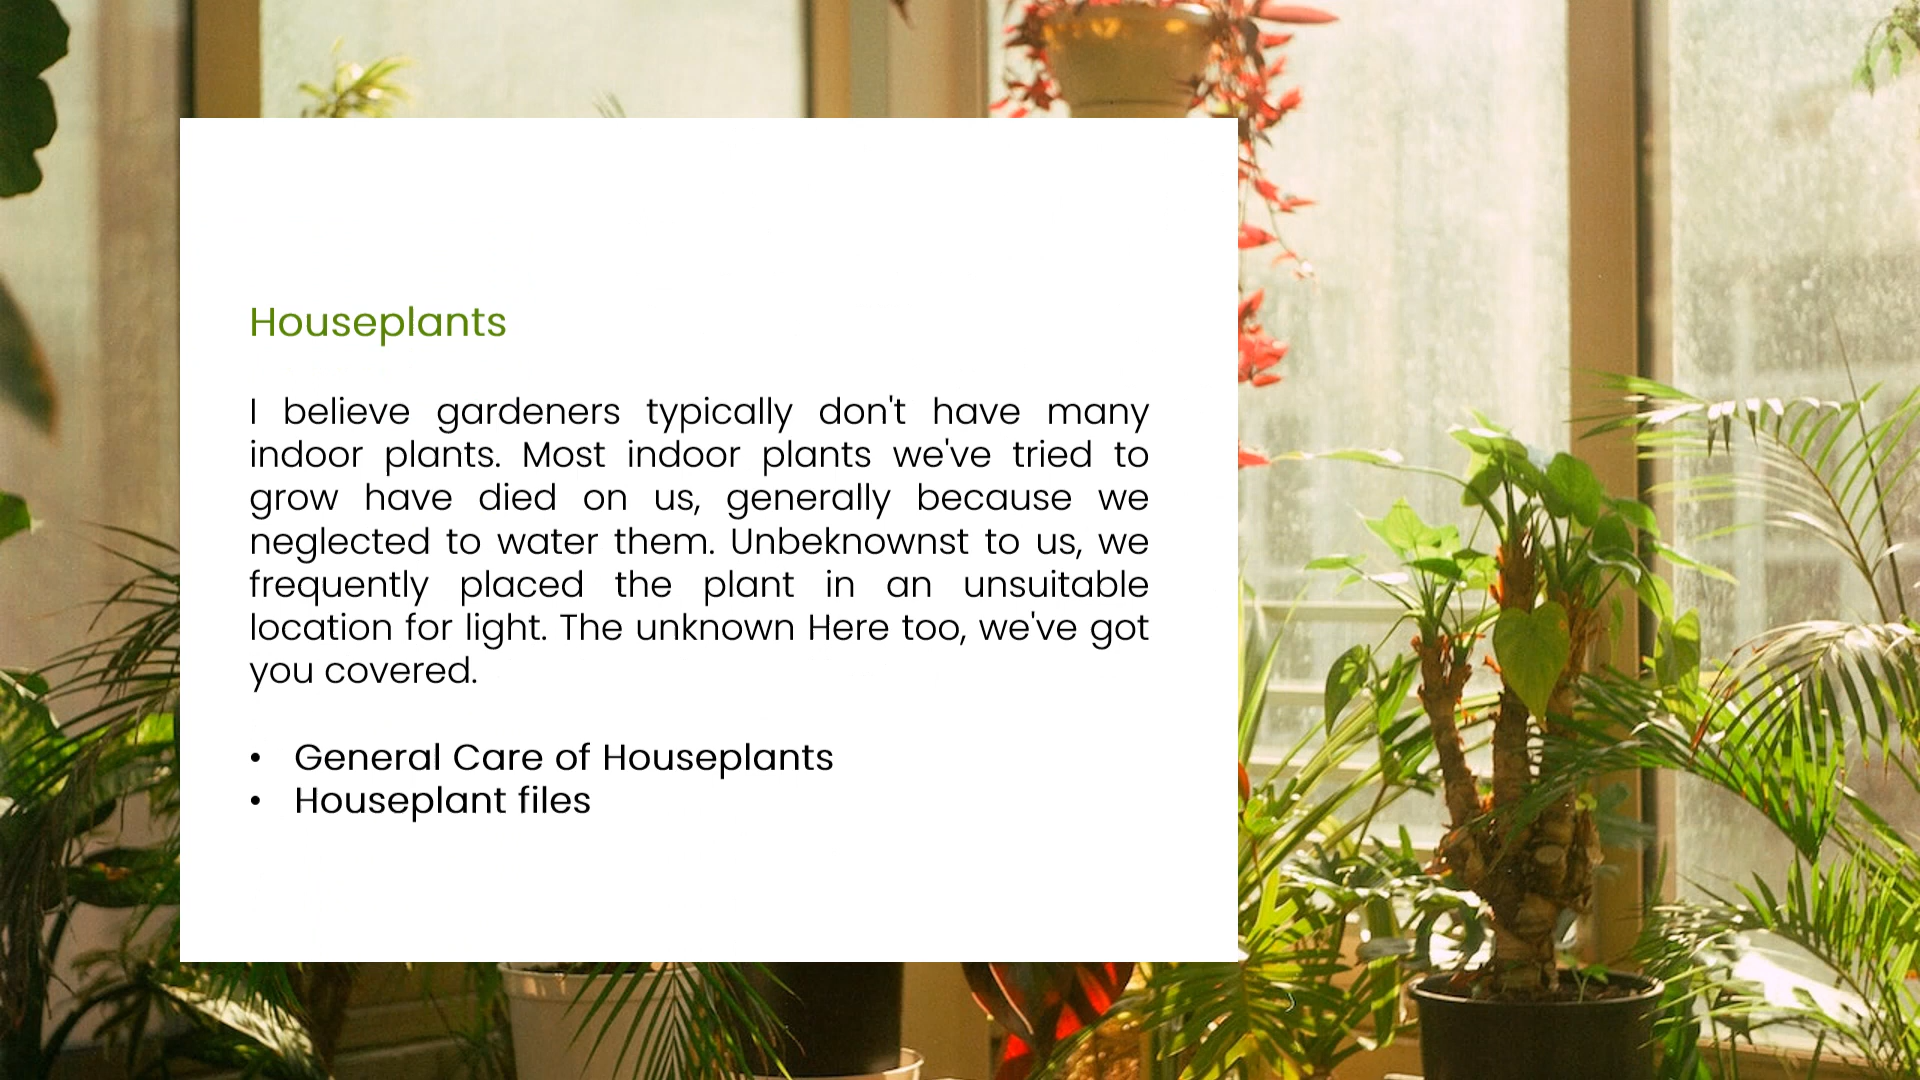 Houseplants
I believe gardeners typically don't have many
indoor plants. Most indoor plants we've tried to
grow have died on us, generally because we
neglected to water them. Unbeknownst to us, we
frequently placed the plant in an unsuitable
location for light. The unknown Here too, we've got
you covered.
• General Care of Houseplants
• Houseplant files